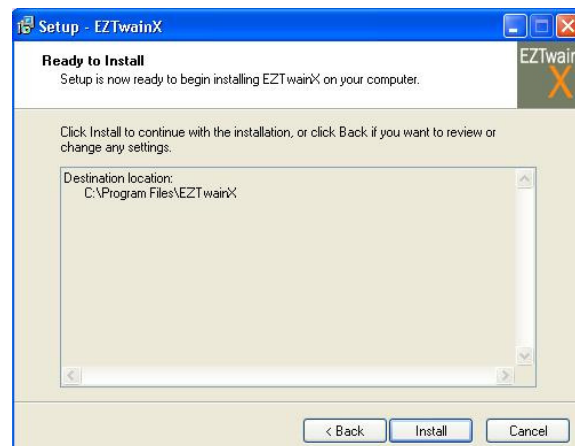 Setup - EZTwainX
Ready to Install
Setup is now ready to begin installing EZTwainX on your computer.
EZTwain
X
Click Install to continue with the installation, or click Back if you want to review or
change any settings.
Destination location:
C:\Program Files\EZTwainX
< Back
Install
Cancel